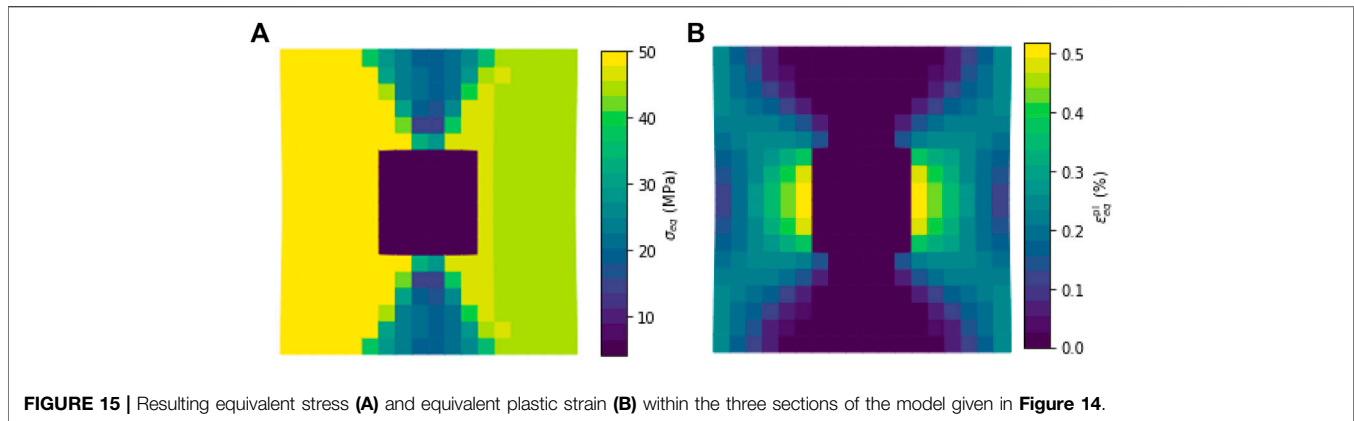 A
50
40
30
20
10
σeq (MPa)
B
0.5
0.4
0.3
0.2
0.1
0.0
εeq^pl (%)
FIGURE 15 | Resulting equivalent stress (A) and equivalent plastic strain (B) within the three sections of the model given in Figure 14.